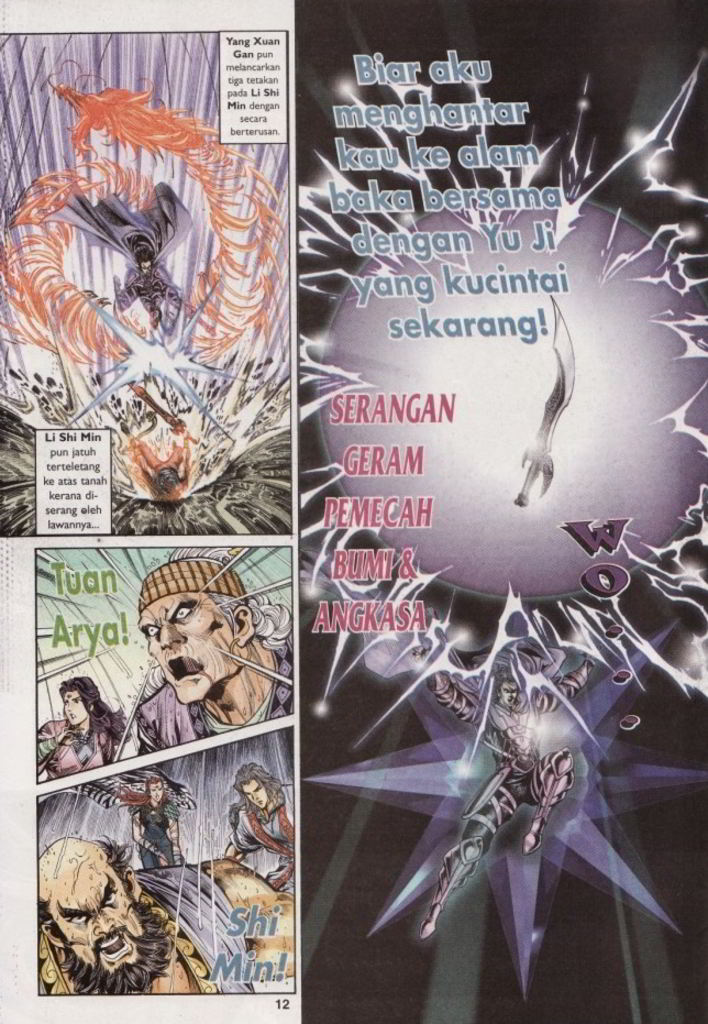 Yang Xuan
Gan pun
melancarkan
tiga tetakan
pada Li Shi
Min dengan
secara
berterusan.
Li Shi Min
pun jatuh
terteletang
ke atas tanah
kerana di-
serang oleh
lawannya...
Tuan
Arya!
Shi
Min!
12
Biar aku
menghantar
kau ke alam
baka bersama
dengan Yu Ji
yang kucintai
sekarang!
SERANGAN
GERAM
PEMECAH
BUMI &
ANGKASA
WO...